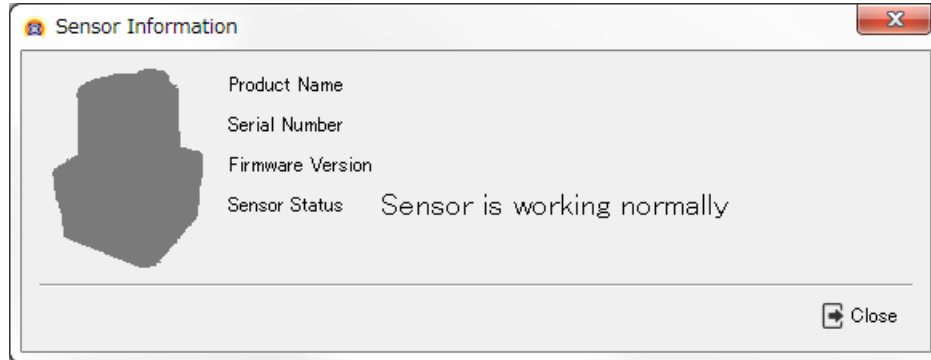 Sensor Information
Product Name
Serial Number
Firmware Version
Sensor Status Sensor is working normally
Close